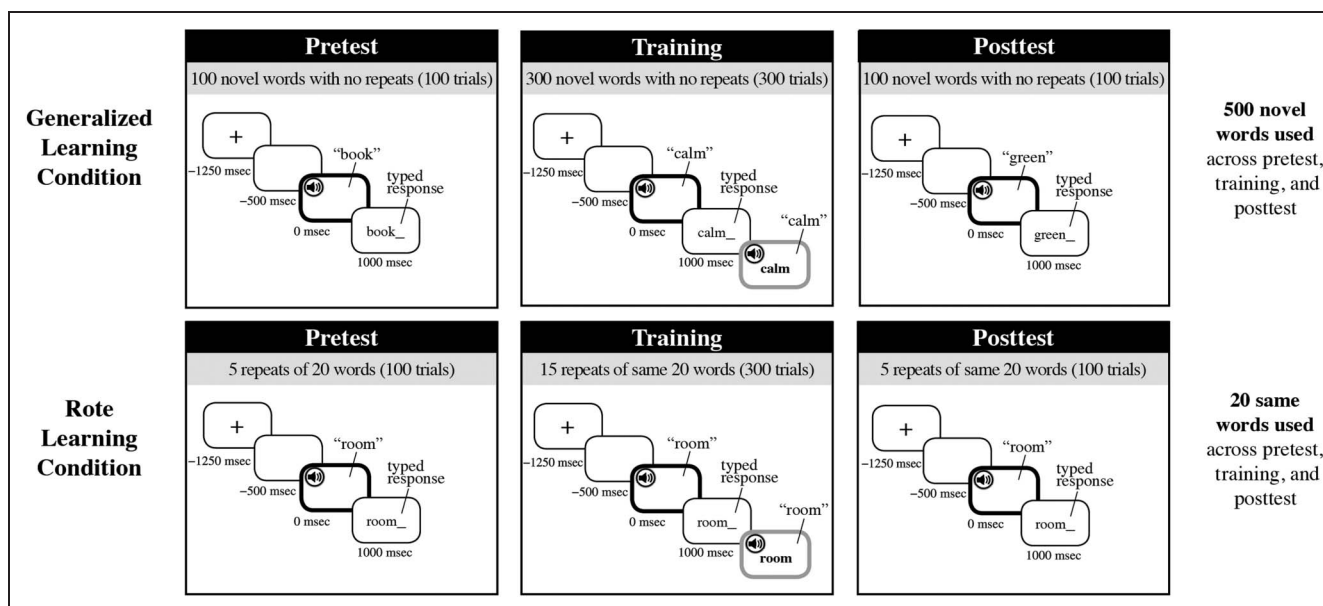 Generalized
Learning
Condition
Pretest
100 novel words with no repeats (100 trials)
+
−1250 msec
−500 msec
“book”
0 msec
typed
response
book_
1000 msec
Training
300 novel words with no repeats (300 trials)
+
−1250 msec
−500 msec
“calm”
0 msec
typed
response
calm_
1000 msec
“calm”
calm
Posttest
100 novel words with no repeats (100 trials)
+
−1250 msec
−500 msec
“green”
0 msec
typed
response
green_
1000 msec
500 novel
words used
across pretest,
training, and
posttest
Rote
Learning
Condition
Pretest
5 repeats of 20 words (100 trials)
+
−1250 msec
−500 msec
“room”
0 msec
typed
response
room_
1000 msec
Training
15 repeats of same 20 words (300 trials)
+
−1250 msec
−500 msec
“room”
0 msec
typed
response
room_
1000 msec
“room”
room
Posttest
5 repeats of same 20 words (100 trials)
+
−1250 msec
−500 msec
“room”
0 msec
typed
response
room_
1000 msec
20 same
words used
across pretest,
training, and
posttest